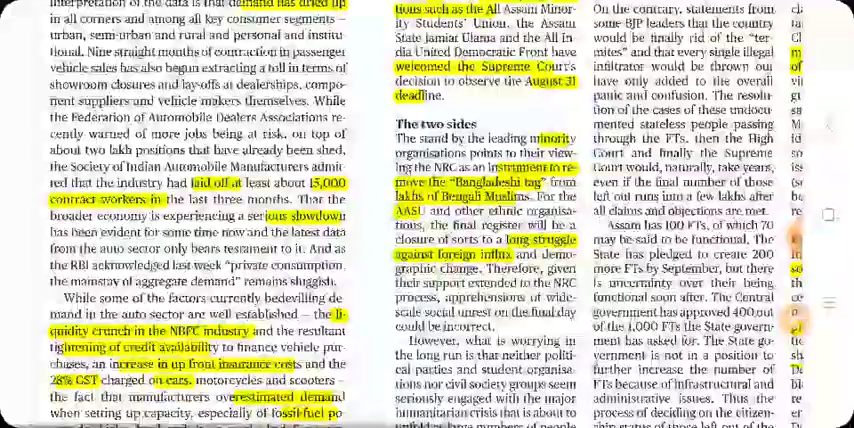 interpretation of the data is that demand has dried up
in all corners and among all key consumer segments –
urban, semi-urban and rural and personal and institu-
tional. Nine straight months of contraction in passenger
vehicle sales has also begun extracting a toll in terms of
showroom closures and lay-offs at dealerships, compo-
nent suppliers and vehicle makers themselves. While
the Federation of Automobile Dealers Associations re-
cently warned of more jobs being at risk, on top of
about two lakh positions that have already been shed,
the Society of Indian Automobile Manufacturers admit-
red that the industry had laid off at least about 15,000
contract workers in the last three months. That the
broader economy is experiencing a serious slowdown
has been evident for some time now and the latest data
from the auto sector only bears testament to it. And as
the RBI acknowledged last week "private consumption,
the mainstay of aggregate demand" remains sluggish.
While some of the factors currently bedevilling de-
mand in the auto sector are well established – the li-
quidity crunch in the NBFC industry and the resultant
tightening of credit availability to finance vehicle pur-
chases, an increase in up front insurance costs and the
28% GST charged on cars, motorcycles and scooters –
the fact that manufacturers overestimated demand
when setting up capacity, especially of fossil-fuel po-
tions such as the All Assam Minor-
ity Students' Union, the Assam
State Jamiat Ulama and the All In-
dia United Democratic Front have
welcomed the Supreme Court's
decision to observe the August 31
deadline.
The two sides
The stand by the leading minority
organisations points to their view-
ing the NRC as an instrument to re-
move the "Bangladeshi tag" from
lakhs of Bengali Muslims. For the
AASU and other ethnic organisa-
tions, the final register will be a
closure of sorts to a long struggle
against foreign influx and demo-
graphic change. Therefore, given
their support extended to the NRC
process, apprehensions of wide-
scale social unrest on the final day
could be incorrect.
However, what is worrying in
the long run is that neither politi-
cal parties and student organisa-
tions nor civil society groups seem
seriously engaged with the major
humanitarian crisis that is about to
unfold as large numbers of people
On the contrary, statements from
some BJP leaders that the country
would be finally rid of the "ter-
mites" and that every single illegal
infiltrator would be thrown out
have only added to the overall
panic and confusion. The resolu-
tion of the cases of these undocu-
mented stateless people passing
through the FTs, then the High
Court and finally the Supreme
Court would, naturally, take years,
even if the final number of those
left out runs into a few lakhs after
all claims and objections are met.
Assam has 100 FTs, of which 70
may be said to be functional. The
State has pledged to create 200
more FTs by September, but there
is uncertainty over their being
functional soon after. The Central
government has approved 400 out
of the 1,000 FTs the State govern-
ment has asked for. The State go-
vernment is not in a position to
further increase the number of
FTs because of infrastructural and
administrative issues. Thus the
process of deciding on the citizen-
ship status of those left out of the